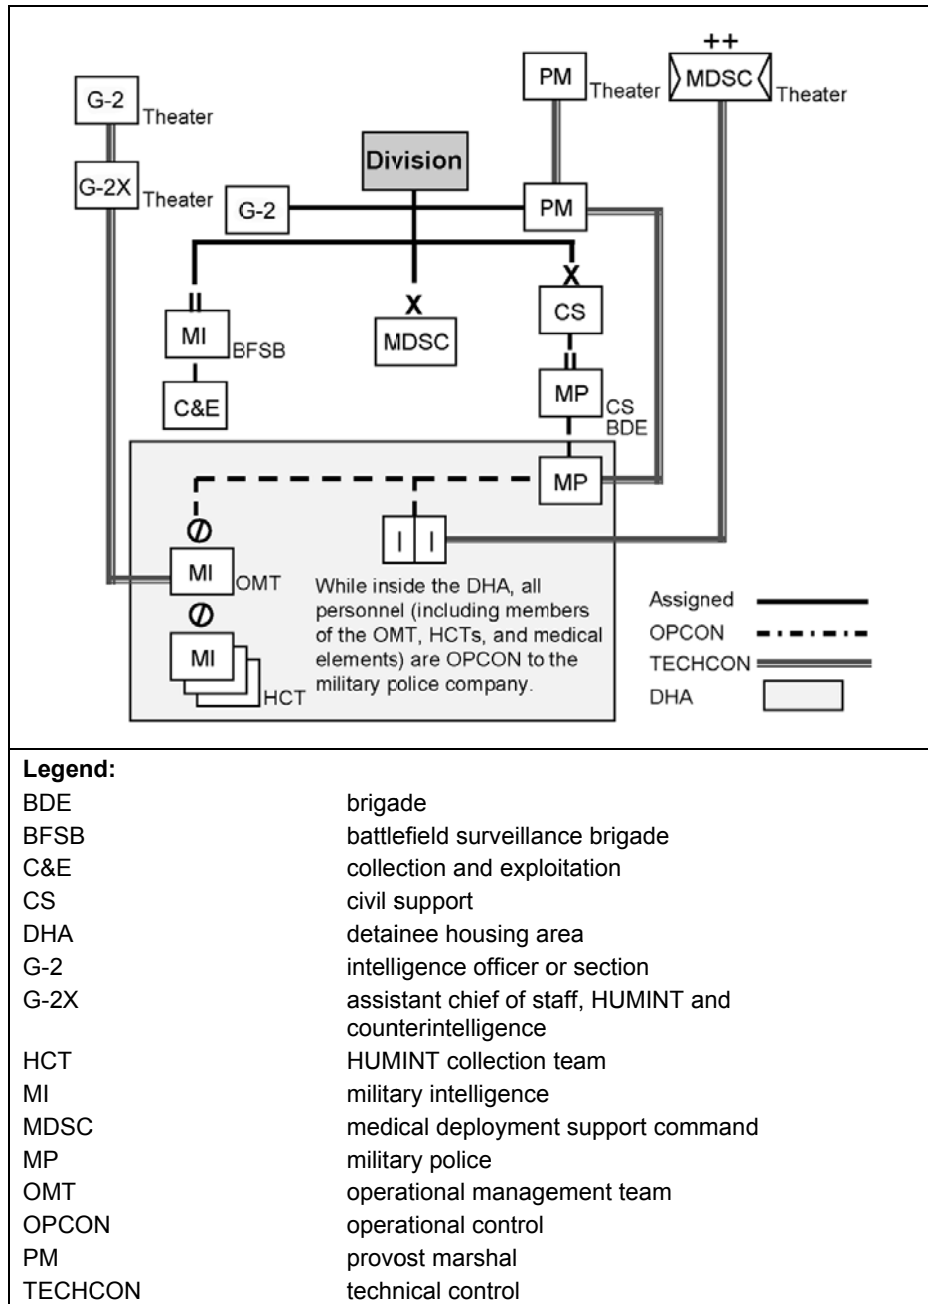 ++
G-2
Theater
PM
Theater
MDSC
Theater
G-2X
Theater
Division
G-2
PM
MI
BFSB
X
MDSC
X
CS
C&E
MP
CS
BDE
MP
MI
OMT
I I
While inside the DHA, all
personnel (including members
of the OMT, HCTs, and medical
elements) are OPCON to the
military police company.
MI
HCT
Assigned
OPCON
TECHCON
DHA
Legend:
BDE brigade
BFSB battlefield surveillance brigade
C&E collection and exploitation
CS civil support
DHA detainee housing area
G-2 intelligence officer or section
G-2X assistant chief of staff, HUMINT and
counterintelligence
HCT HUMINT collection team
MI military intelligence
MDSC medical deployment support command
MP military police
OMT operational management team
OPCON operational control
PM provost marshal
TECHCON technical control